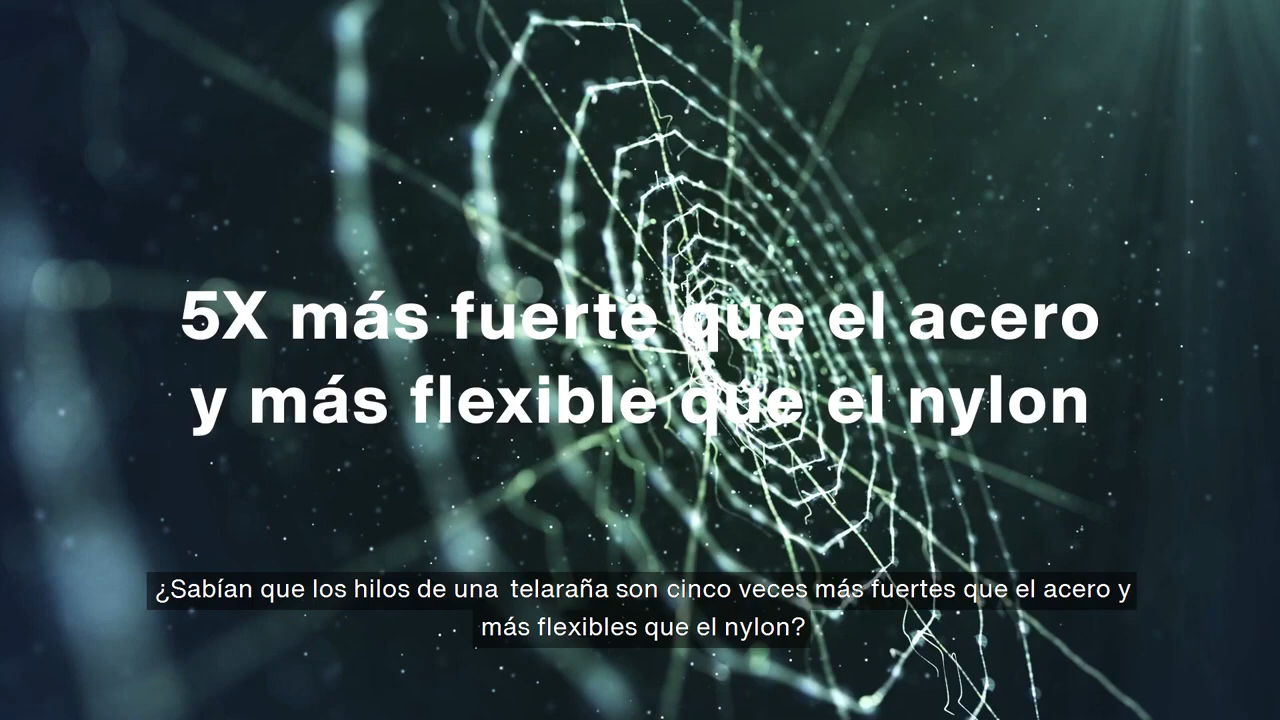 5X más fuerte que el acero
y más flexible que el nylon
¿Sabían que los hilos de una telaraña son cinco veces más fuertes que el acero y
más flexibles que el nylon?